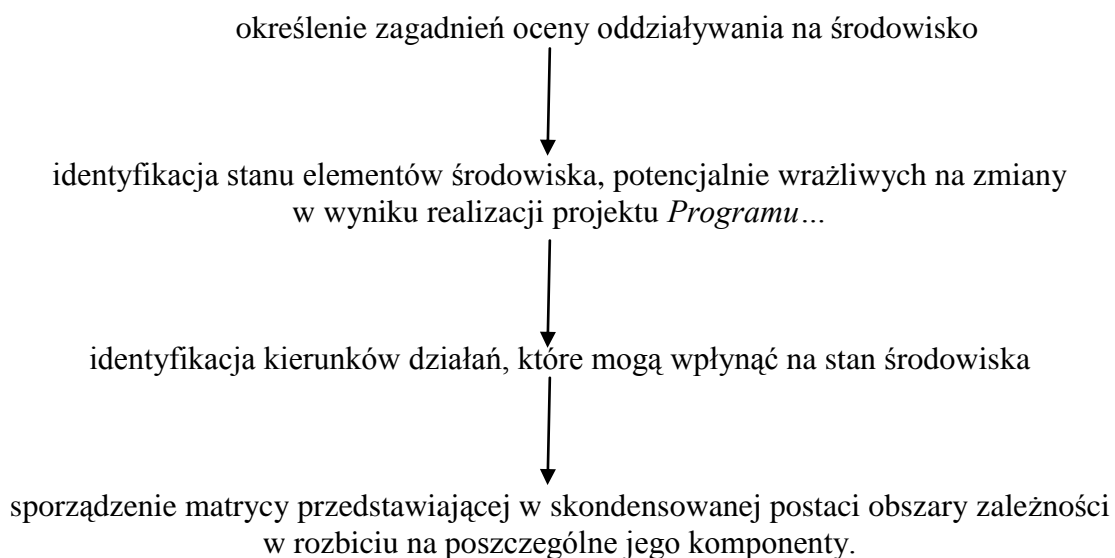 określenie zagadnień oceny oddziaływania na środowisko
identyfikacja stanu elementów środowiska, potencjalnie wrażliwych na zmiany
w wyniku realizacji projektu Programu…
identyfikacja kierunków działań, które mogą wpłynąć na stan środowiska
sporządzenie matrycy przedstawiającej w skondensowanej postaci obszary zależności
w rozbiciu na poszczególne jego komponenty.